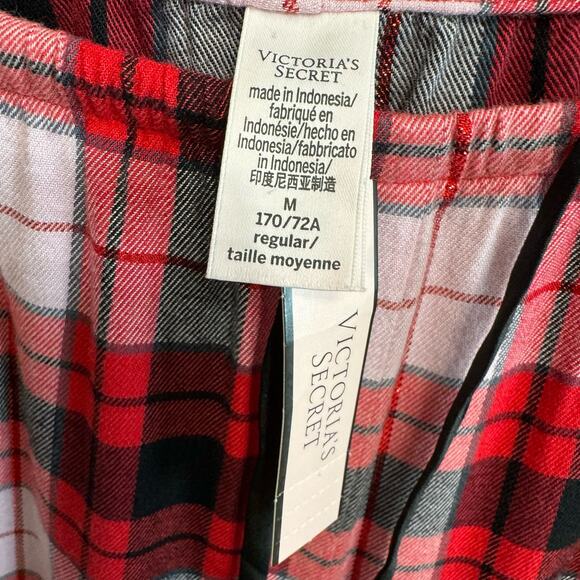 VICTORIA'S
SECRET
made in Indonesia/
fabriqué en
Indonésie/hecho en
Indonesia/fabbricato
in Indonesia/
印度尼西亚制造
M
170/72A
regular/
taille moyenne
VICTORIA'S
SECRET